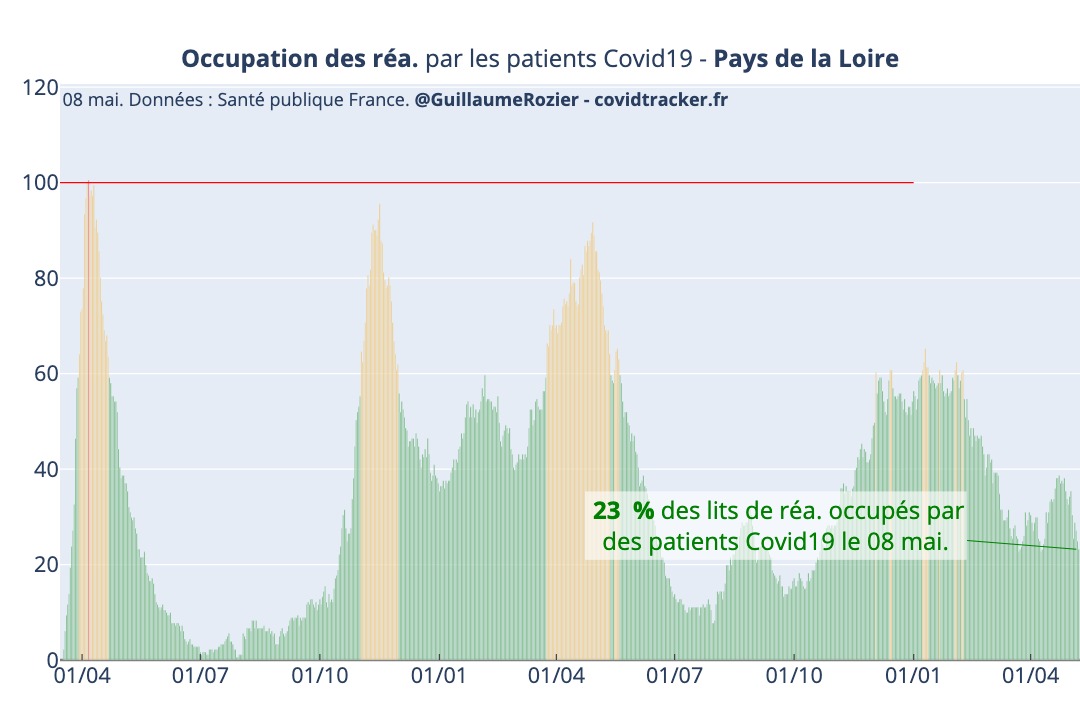 Occupation des réa. par les patients Covid19 - Pays de la Loire
120
08 mai. Données : Santé publique France. @GuillaumeRozier - covidtracker.fr
100
80
60
40
23 % des lits de réa. occupés par
des patients Covid19 le 08 mai.
20
0
01/04 01/07 01/10 01/01 01/04 01/07 01/10 01/01 01/04